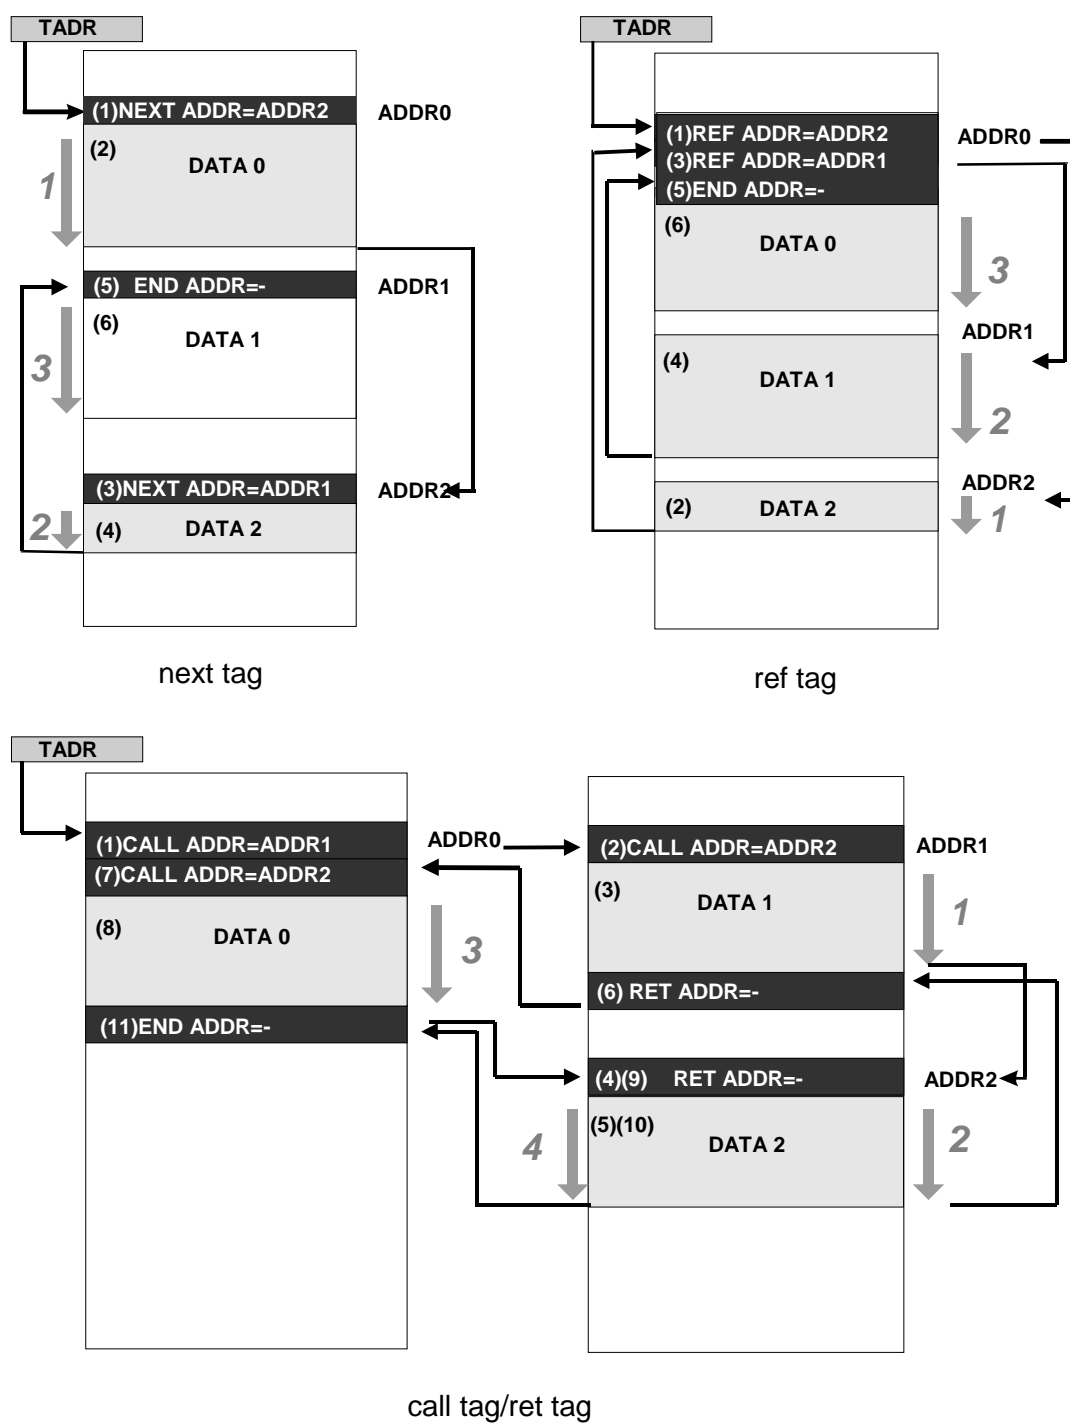 TADR
(1)NEXT ADDR=ADDR2
ADDR0
(2)
DATA 0
1
(5) END ADDR=-
ADDR1
(6)
DATA 1
3
(3)NEXT ADDR=ADDR1
ADDR2
2
(4)
DATA 2
next tag
TADR
(1)REF ADDR=ADDR2
ADDR0
(3)REF ADDR=ADDR1
(5)END ADDR=-
(6)
DATA 0
3
ADDR1
(4)
DATA 1
2
ADDR2
(2)
DATA 2
1
ref tag
TADR
(1)CALL ADDR=ADDR1
ADDR0
(7)CALL ADDR=ADDR2
(8)
DATA 0
3
(11)END ADDR=-
(2)CALL ADDR=ADDR2
ADDR1
(3)
DATA 1
1
(6) RET ADDR=-
(4)(9) RET ADDR=-
ADDR2
(5)(10)
DATA 2
4
2
call tag/ret tag